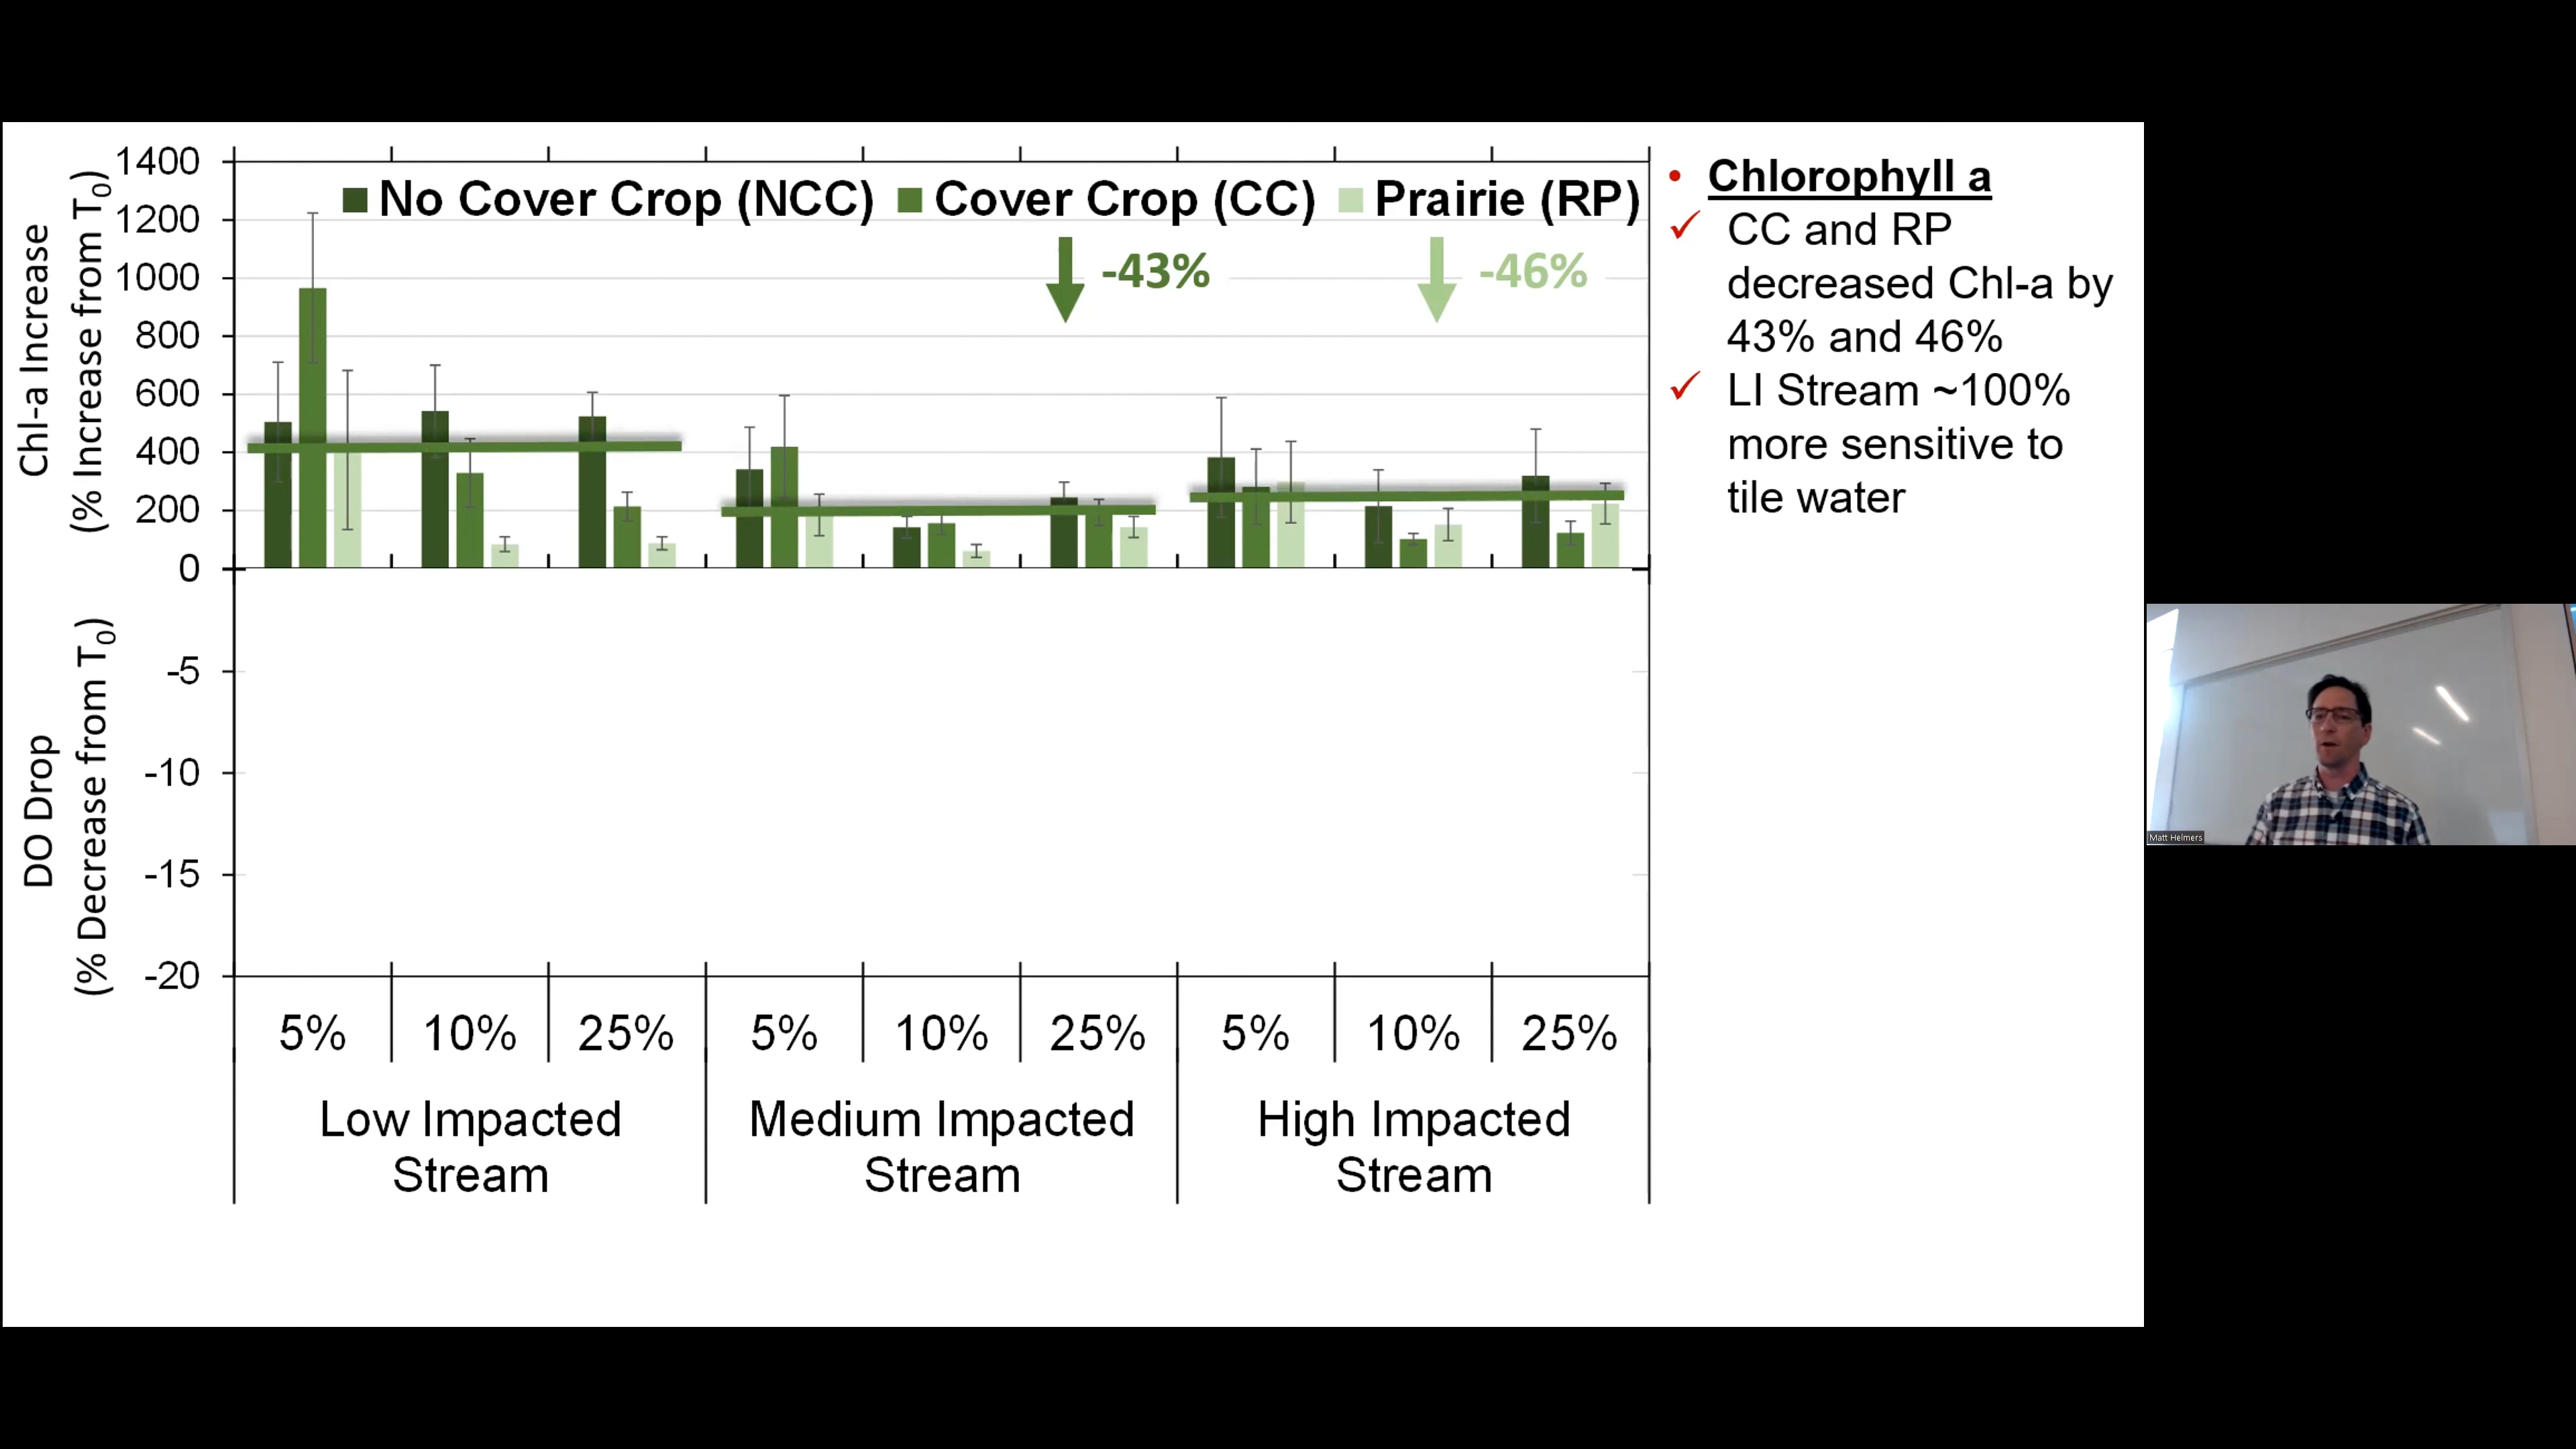 Chl-a Increase
(% Increase from T0)
1400
1200
1000
800
600
400
200
0
No Cover Crop (NCC)
Cover Crop (CC)
Prairie (RP)
-43%
-46%
DO Drop
(% Decrease from T0)
-5
-10
-15
-20
5%
10%
25%
5%
10%
25%
5%
10%
25%
Low Impacted
Stream
Medium Impacted
Stream
High Impacted
Stream
• Chlorophyll a
✓ CC and RP
decreased Chl-a by
43% and 46%
✓ LI Stream ~100%
more sensitive to
tile water
Matt Helmers